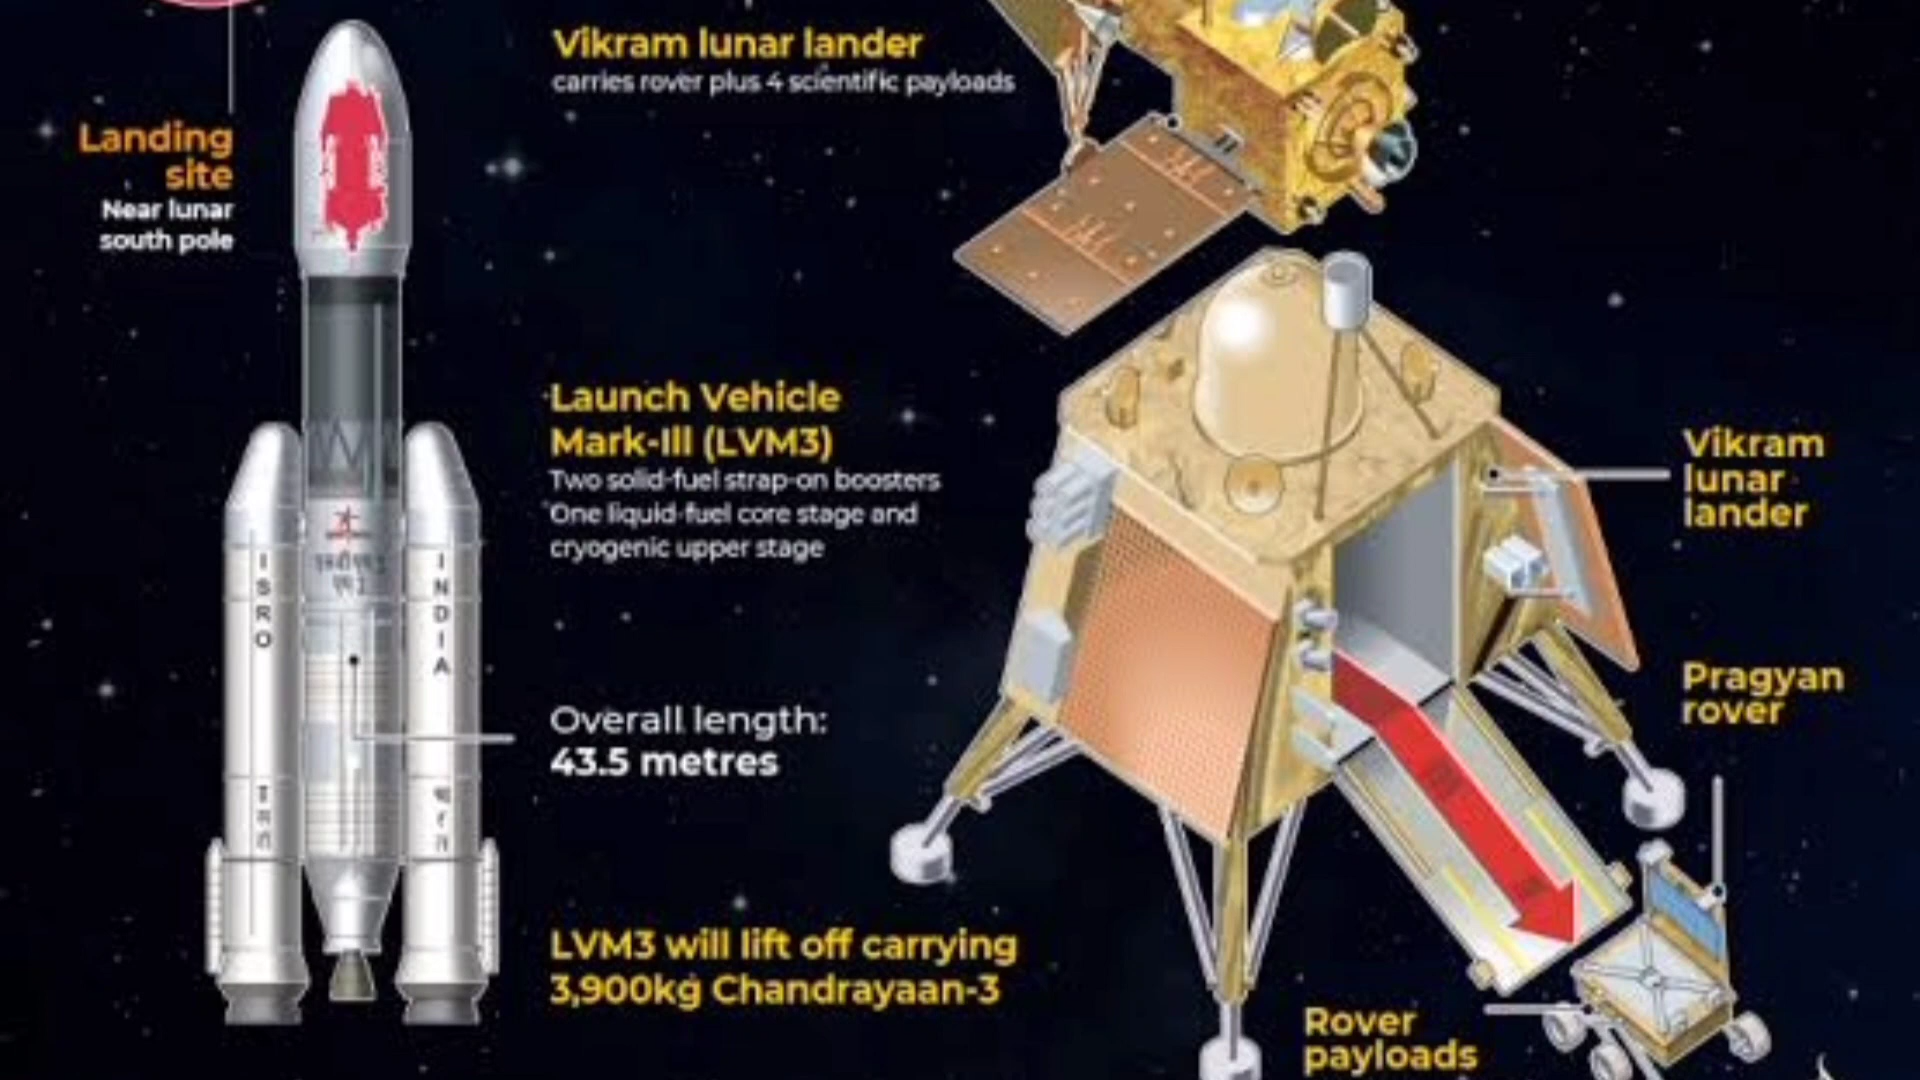 Landing
site
Near lunar
south pole
Vikram lunar lander
carries rover plus 4 scientific payloads
Launch Vehicle
Mark-III (LVM3)
Two solid-fuel strap-on boosters
One liquid-fuel core stage and
cryogenic upper stage
ISRO
INDIA
Overall length:
43.5 metres
LVM3 will lift off carrying
3,900kg Chandrayaan-3
Vikram
lunar
lander
Pragyan
rover
Rover
payloads